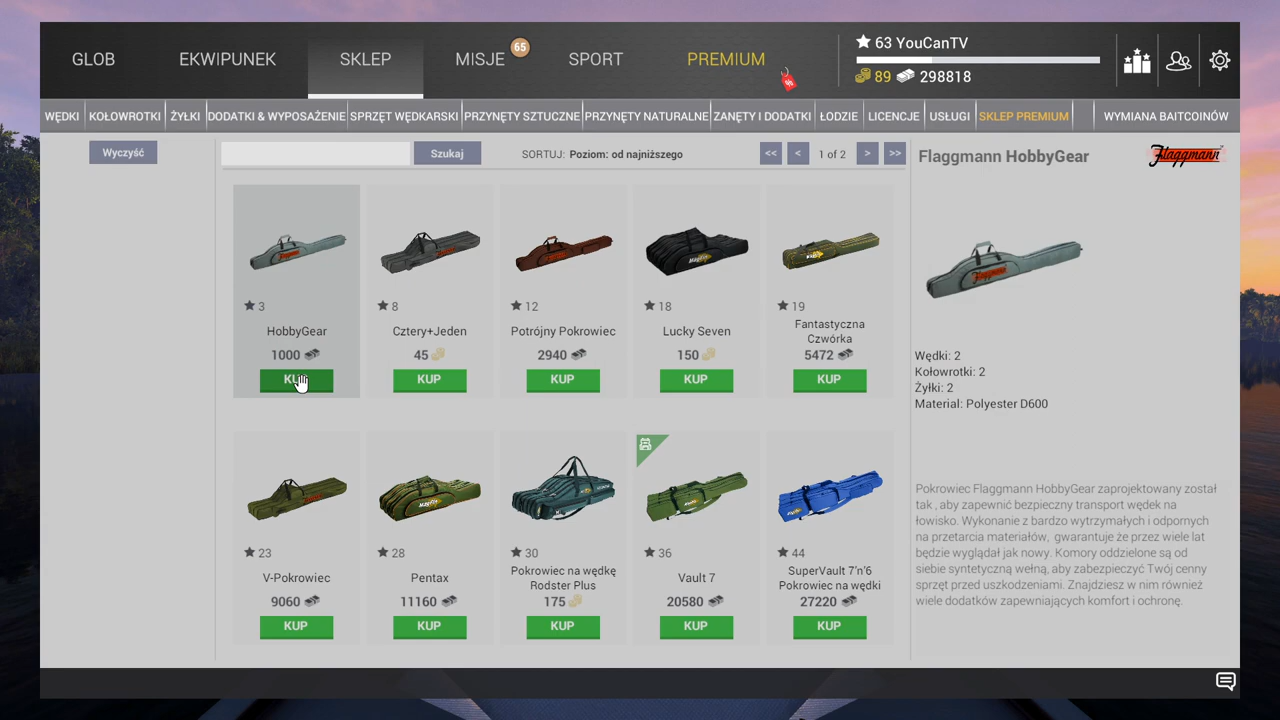 GLOB
EKWIPUNEK
SKLEP
MISJE
65
SPORT
PREMIUM
%
63 YouCanTV
89 298818
WĘDKI
KOŁOWROTKI
ŻYŁKI
DODATKI & WYPOSAŻENIE
SPRZĘT WĘDKARSKI
PRZYNĘTY SZTUCZNE
PRZYNĘTY NATURALNE
ZANĘTY I DODATKI
ŁODZIE
LICENCJE
USŁUGI
SKLEP PREMIUM
WYMIANA BAITCOINÓW
Wyczyść
Szukaj
SORTUJ: Poziom: od najniższego
<<
<
1 of 2
>
>>
3
HobbyGear
1000
8
Cztery+Jeden
45
KUP
12
Potrójny Pokrowiec
2940
KUP
18
Lucky Seven
150
KUP
19
Fantastyczna
Czwórka
5472
KUP
23
V-Pokrowiec
9060
KUP
28
Pentax
11160
KUP
30
Pokrowiec na wędkę
Rodster Plus
175
KUP
36
Vault 7
20580
KUP
44
SuperVault 7'n'6
Pokrowiec na wędki
27220
KUP
Flaggmann HobbyGear
Flaggmann
Flaggmann
Wędki: 2
Kołowrotki: 2
Żyłki: 2
Materiał: Polyester D600
Pokrowiec Flaggmann HobbyGear zaprojektowany został
tak , aby zapewnić bezpieczny transport wędek na
łowisko. Wykonanie z bardzo wytrzymałych i odpornych
na przetarcia materiałów, gwarantuje że przez wiele lat
będzie wyglądał jak nowy. Komory oddzielone są od
siebie syntetyczną wełną, aby zabezpieczyć Twój cenny
sprzęt przed uszkodzeniami. Znajdziesz w nim również
wiele dodatków zapewniających komfort i ochronę.